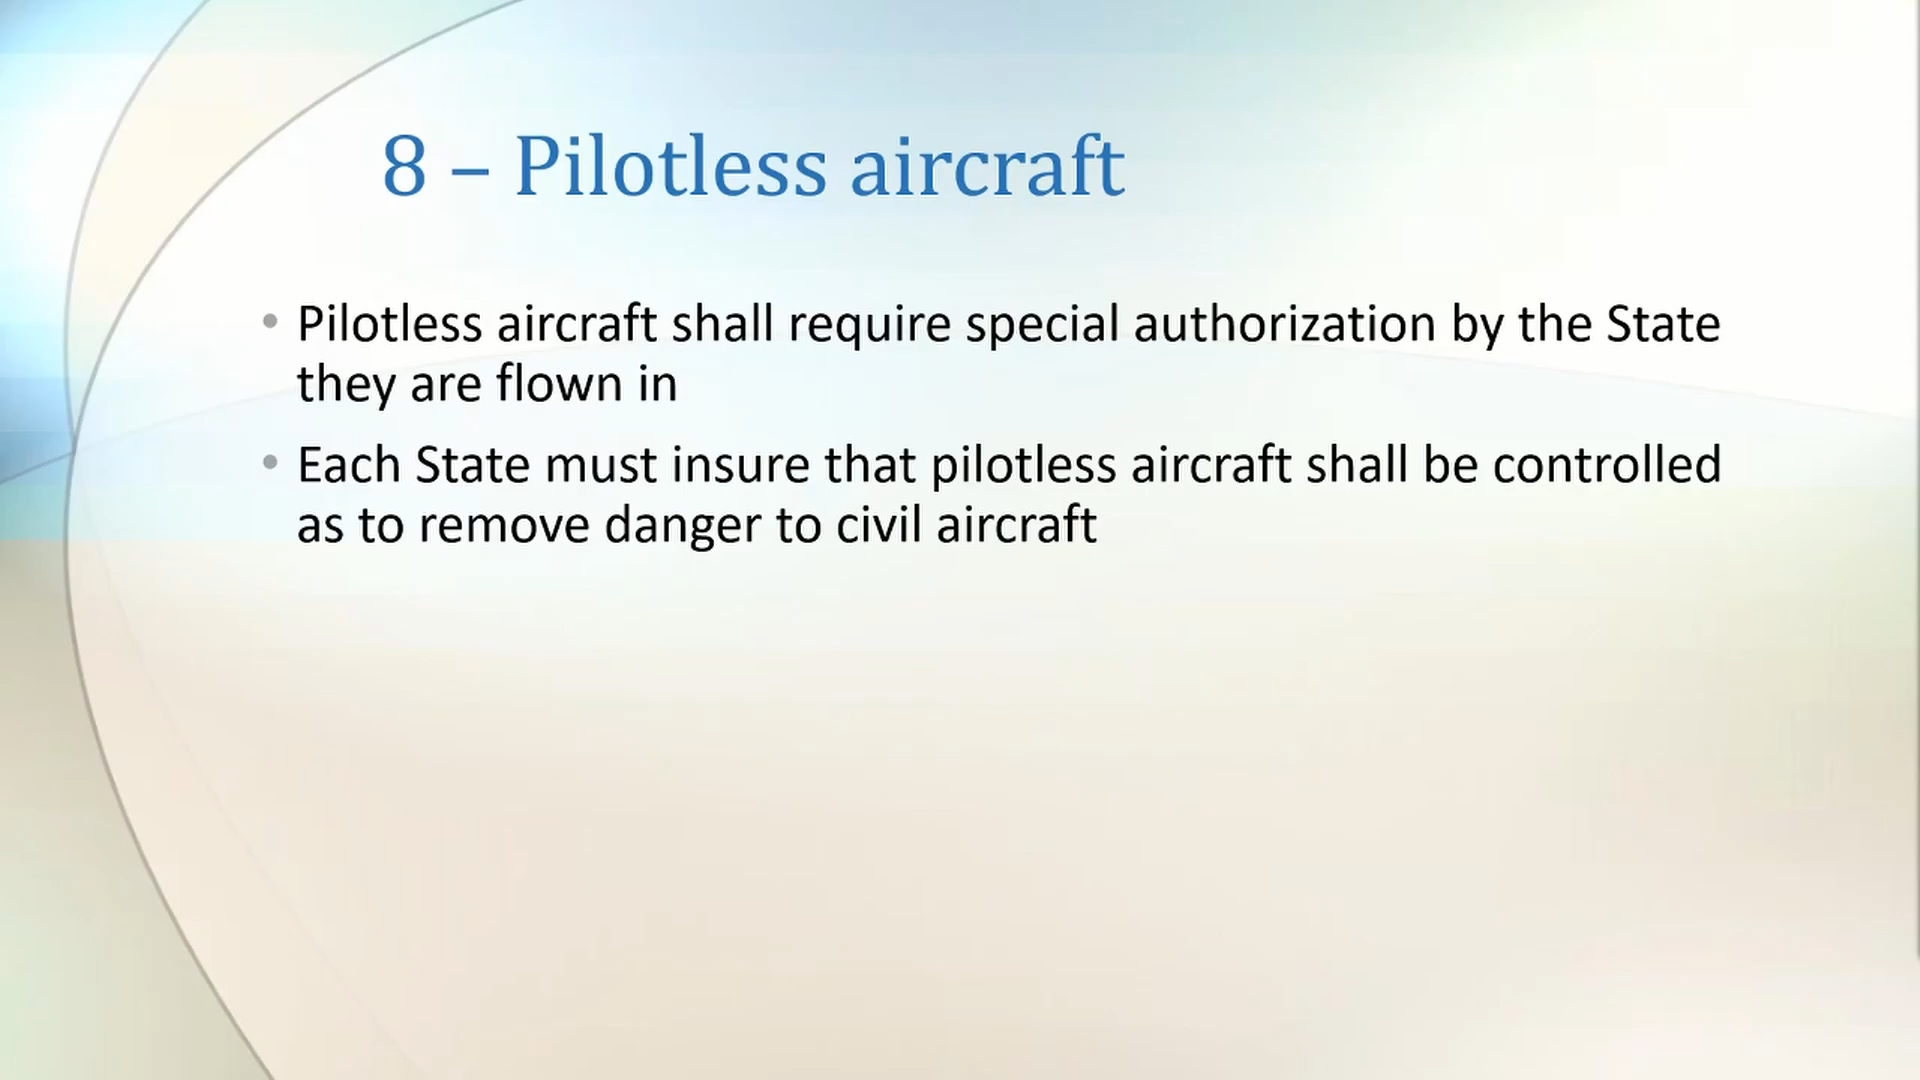 8 – Pilotless aircraft
• Pilotless aircraft shall require special authorization by the State
they are flown in
• Each State must insure that pilotless aircraft shall be controlled
as to remove danger to civil aircraft